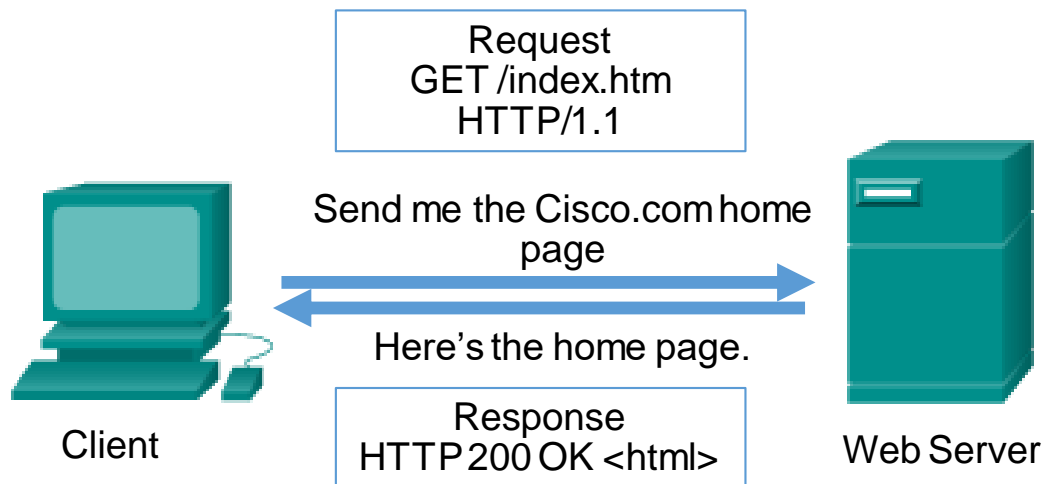 Request
GET /index.htm
HTTP/1.1
Send me the Cisco.com home
page
Here's the home page.
Client
Response
HTTP 200 OK <html>
Web Server